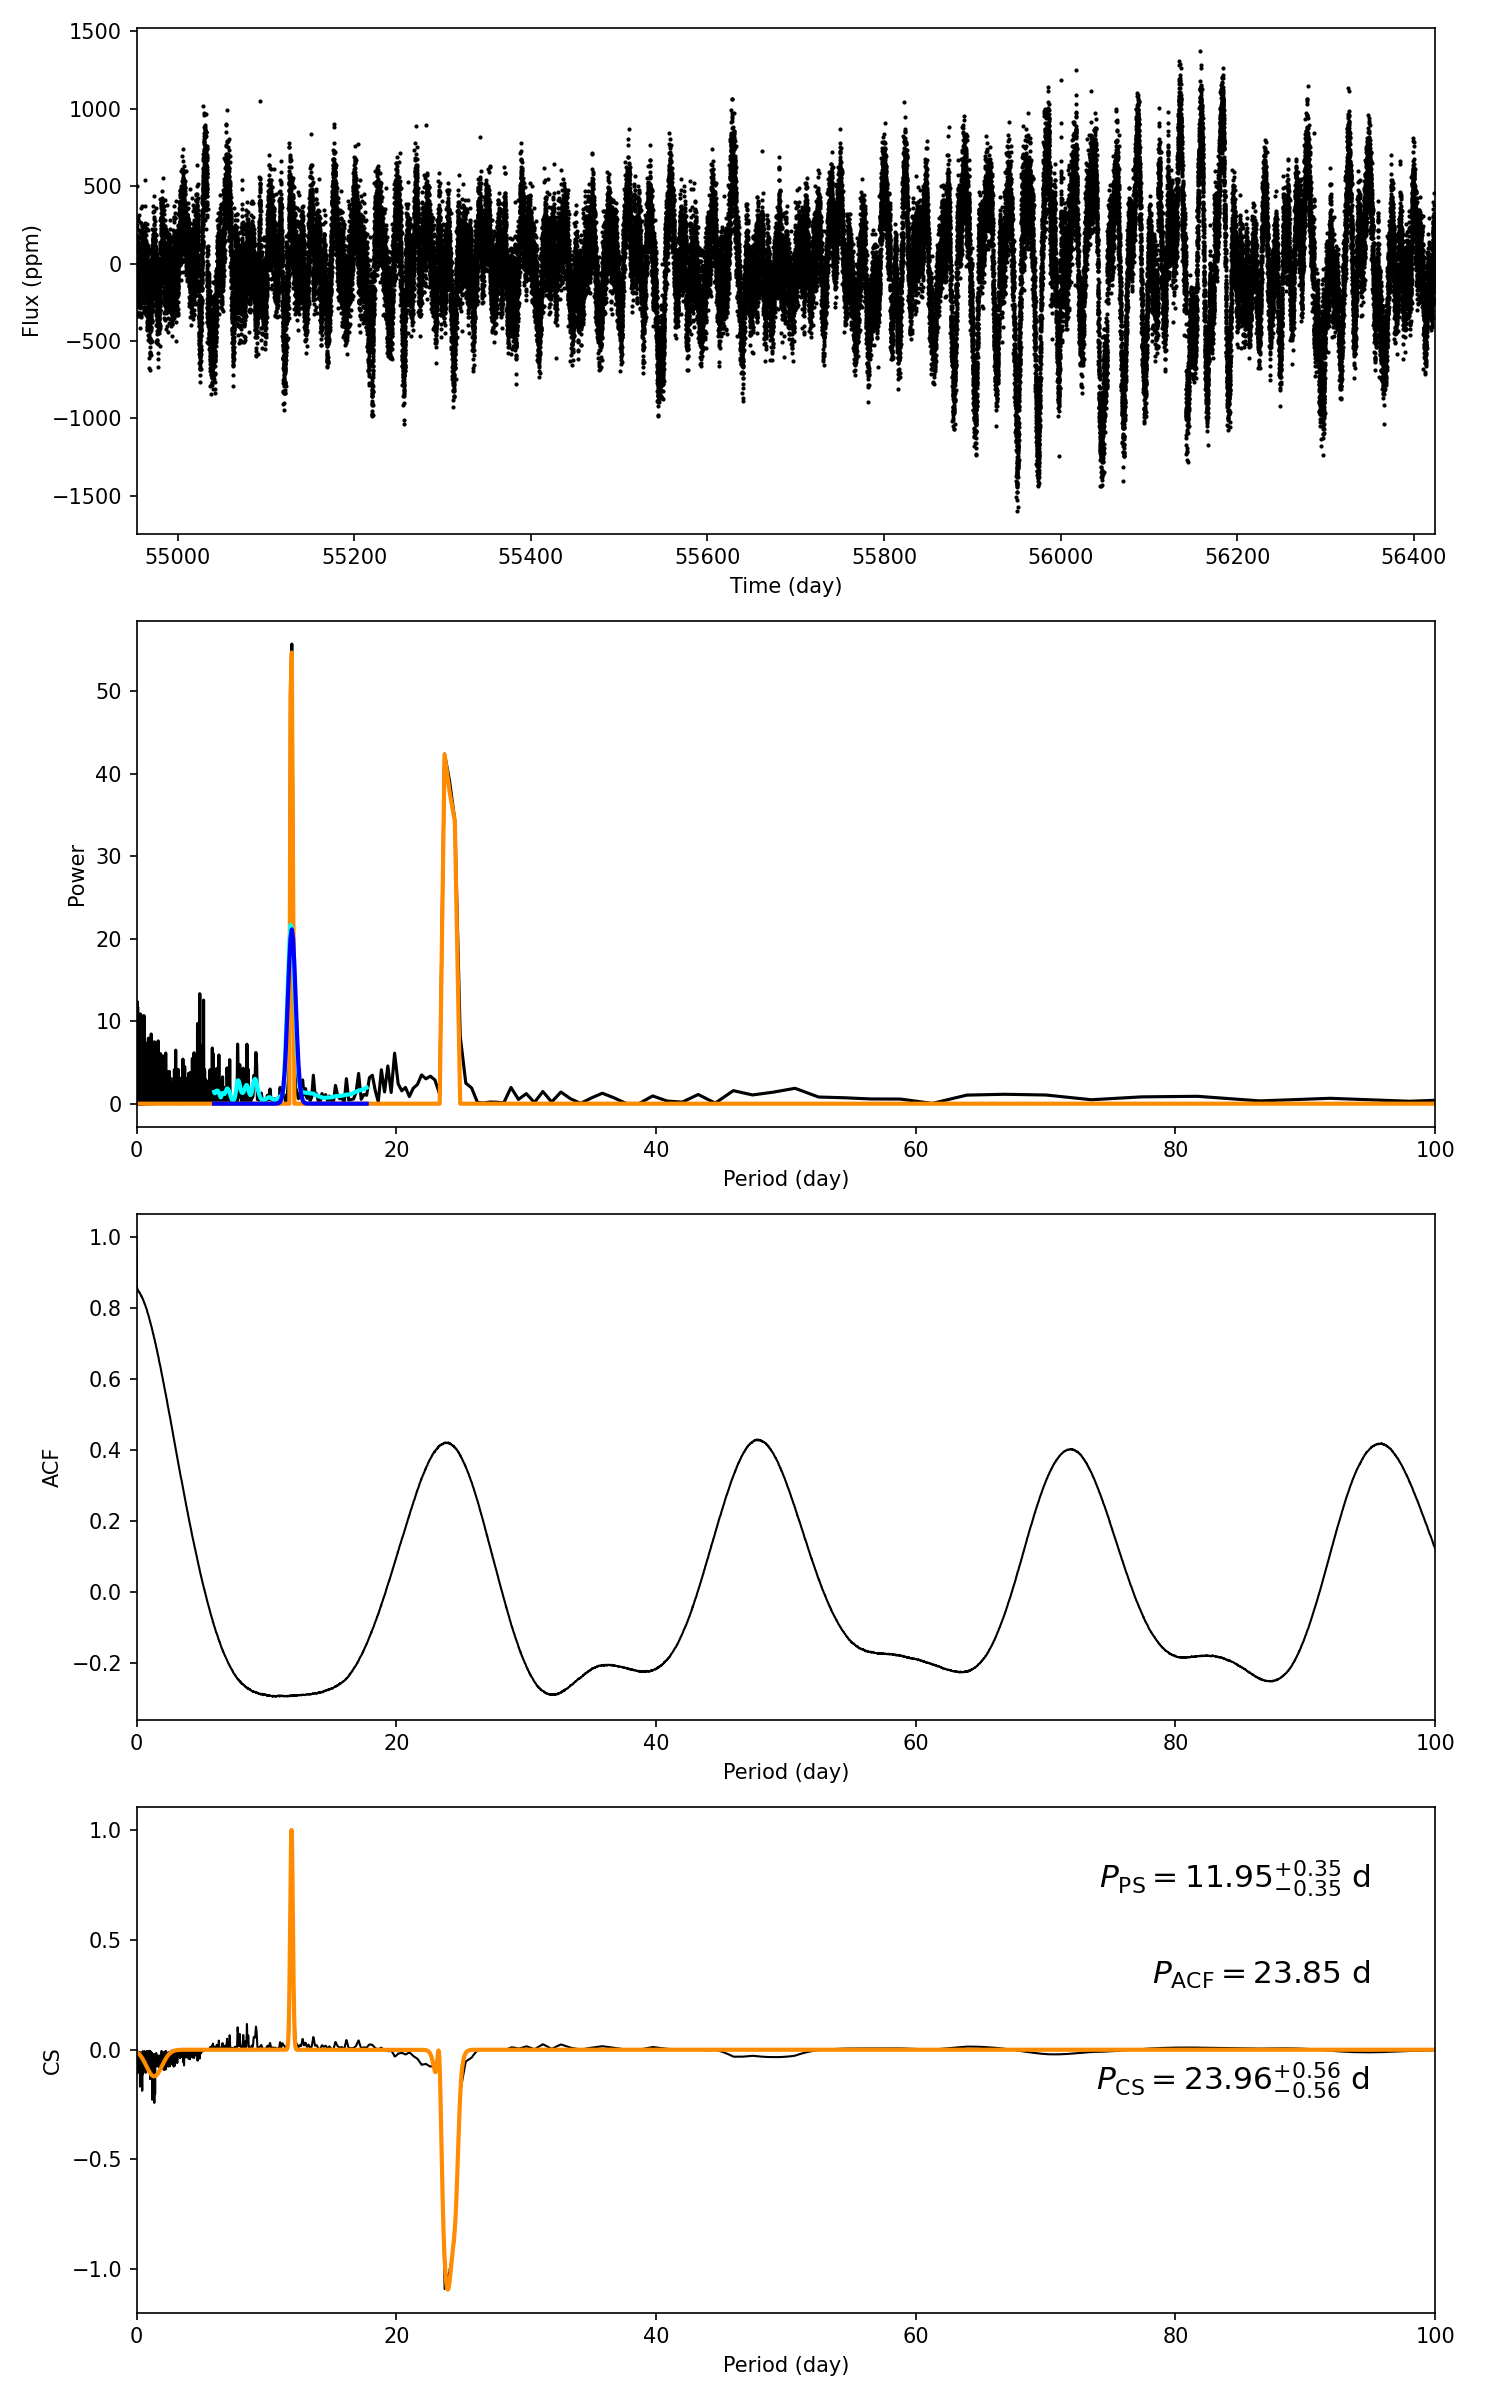 1500
1000
500
0
−500
−1000
−1500
Flux (ppm)
55000 55200 55400 55600 55800 56000 56200 56400
Time (day)
50
40
30
20
10
0
Power
0 20 40 60 80 100
Period (day)
1.0
0.8
0.6
0.4
0.2
0.0
−0.2
ACF
0 20 40 60 80 100
Period (day)
1.0
0.5
0.0
−0.5
−1.0
CS
P_PS = 11.95^{+0.35}_{−0.35} d
P_ACF = 23.85 d
P_CS = 23.96^{+0.56}_{−0.56} d
0 20 40 60 80 100
Period (day)